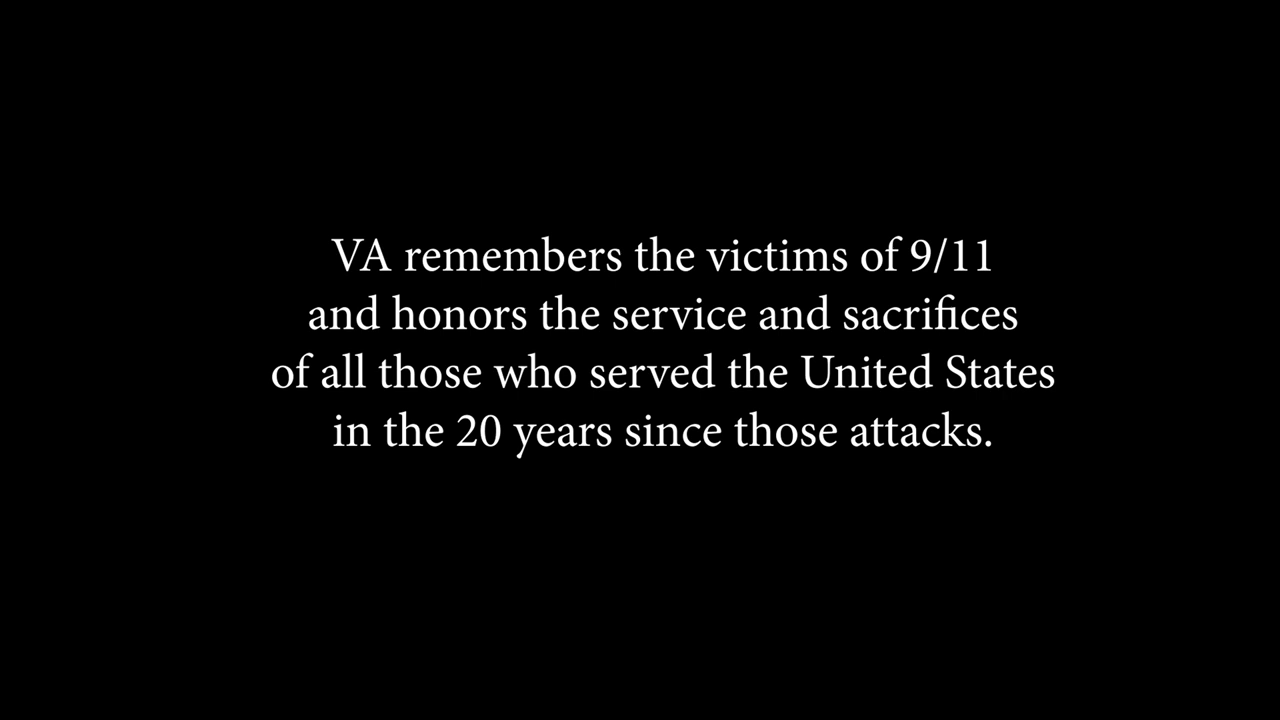 VA remembers the victims of 9/11
and honors the service and sacrifices
of all those who served the United States
in the 20 years since those attacks.